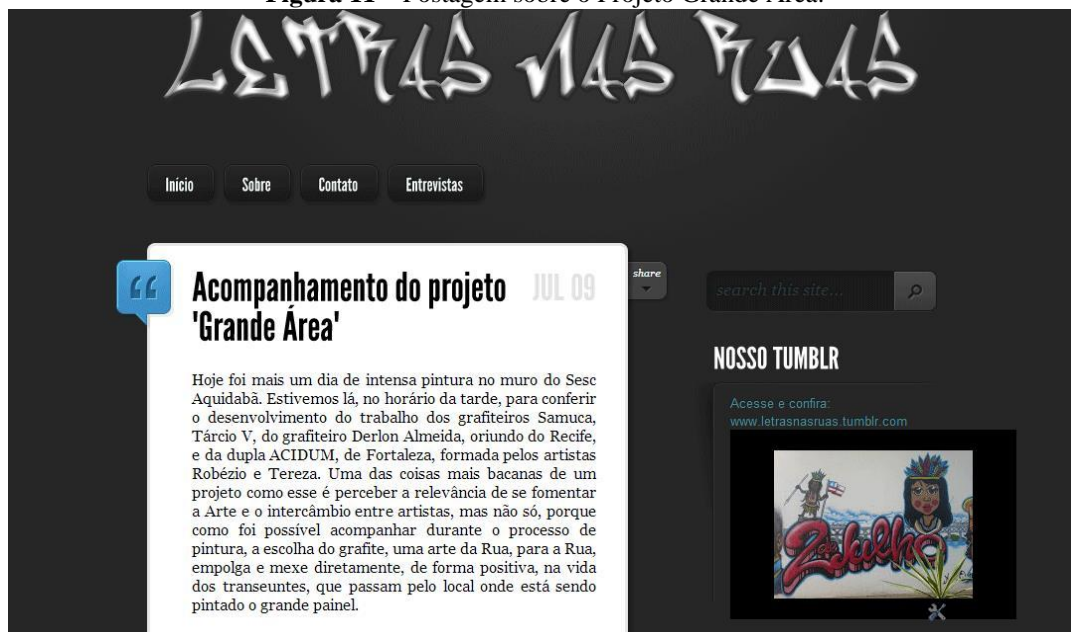 Figura 11 – Postagem sobre o Projeto Grande Área.
LETRAS NAS RUAS
Início Sobre Contato Entrevistas
“
Acompanhamento do projeto
'Grande Área'
JUL 09
share
search this site...
Hoje foi mais um dia de intensa pintura no muro do Sesc
Aquidabã. Estivemos lá, no horário da tarde, para conferir
o desenvolvimento do trabalho dos grafiteiros Samuca,
Tárcio V, do grafiteiro Derlon Almeida, oriundo do Recife,
e da dupla ACIDUM, de Fortaleza, formada pelos artistas
Robézio e Tereza. Uma das coisas mais bacanas de um
projeto como esse é perceber a relevância de se fomentar
a Arte e o intercâmbio entre artistas, mas não só, porque
como foi possível acompanhar durante o processo de
pintura, a escolha do grafite, uma arte da Rua, para a Rua,
empolga e mexe diretamente, de forma positiva, na vida
dos transeuntes, que passam pelo local onde está sendo
pintado o grande painel.
NOSSO TUMBLR
Acesse e confira:
www.letrasnasruas.tumblr.com
2 de Julho